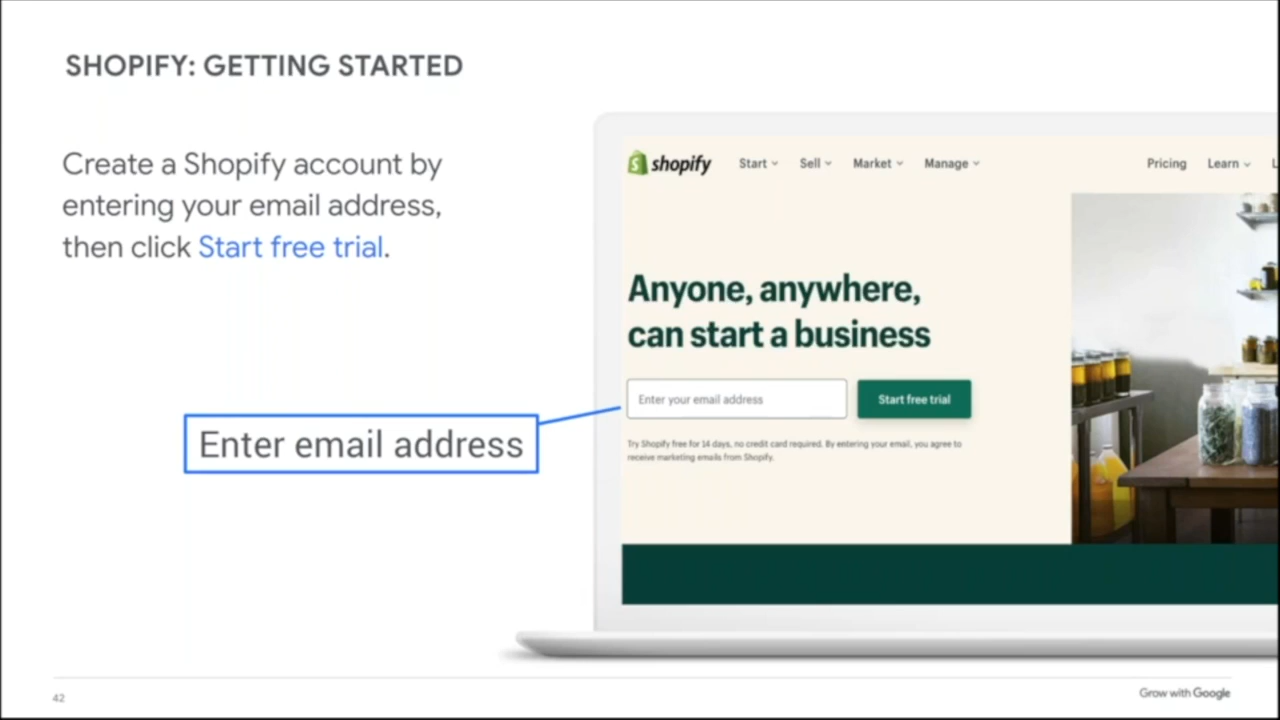 SHOPIFY: GETTING STARTED
Create a Shopify account by
entering your email address,
then click Start free trial.
Enter email address
shopify Start Sell Market Manage Pricing Learn
Anyone, anywhere,
can start a business
Enter your email address Start free trial
Try Shopify free for 14 days, no credit card required. By entering your email, you agree to
receive marketing emails from Shopify.
42
Grow with Google